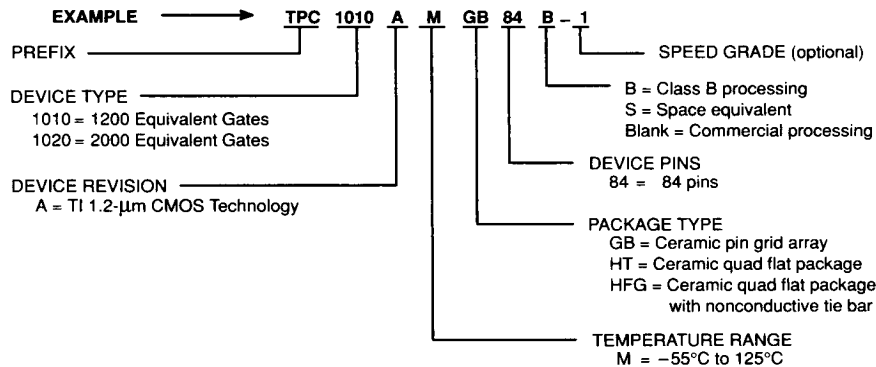 EXAMPLE TPC 1010 A M GB 84 B – 1
PREFIX
SPEED GRADE (optional)
DEVICE TYPE
1010 = 1200 Equivalent Gates
1020 = 2000 Equivalent Gates
B = Class B processing
S = Space equivalent
Blank = Commercial processing
DEVICE REVISION
A = TI 1.2-µm CMOS Technology
DEVICE PINS
84 = 84 pins
PACKAGE TYPE
GB = Ceramic pin grid array
HT = Ceramic quad flat package
HFG = Ceramic quad flat package
with nonconductive tie bar
TEMPERATURE RANGE
M = –55°C to 125°C